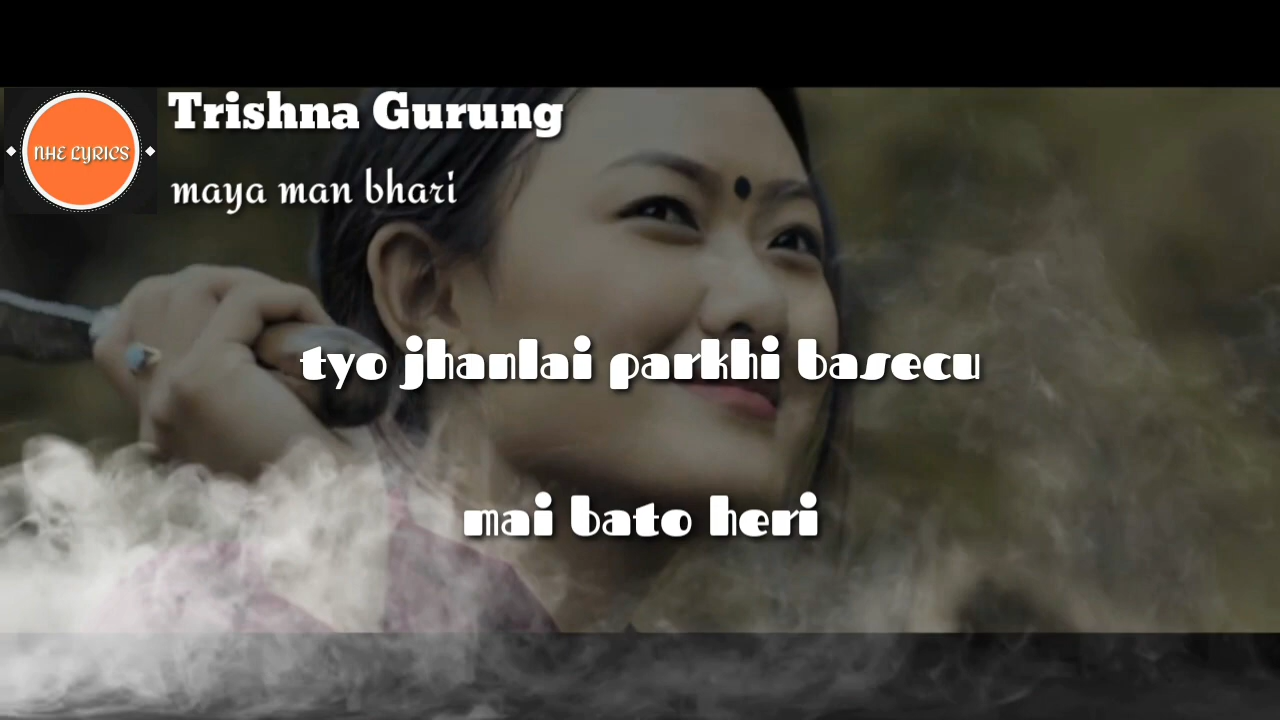 Trishna Gurung
NHE LYRICS
maya man bhari
tyo jhanlai parkhi basecu
mai bato heri